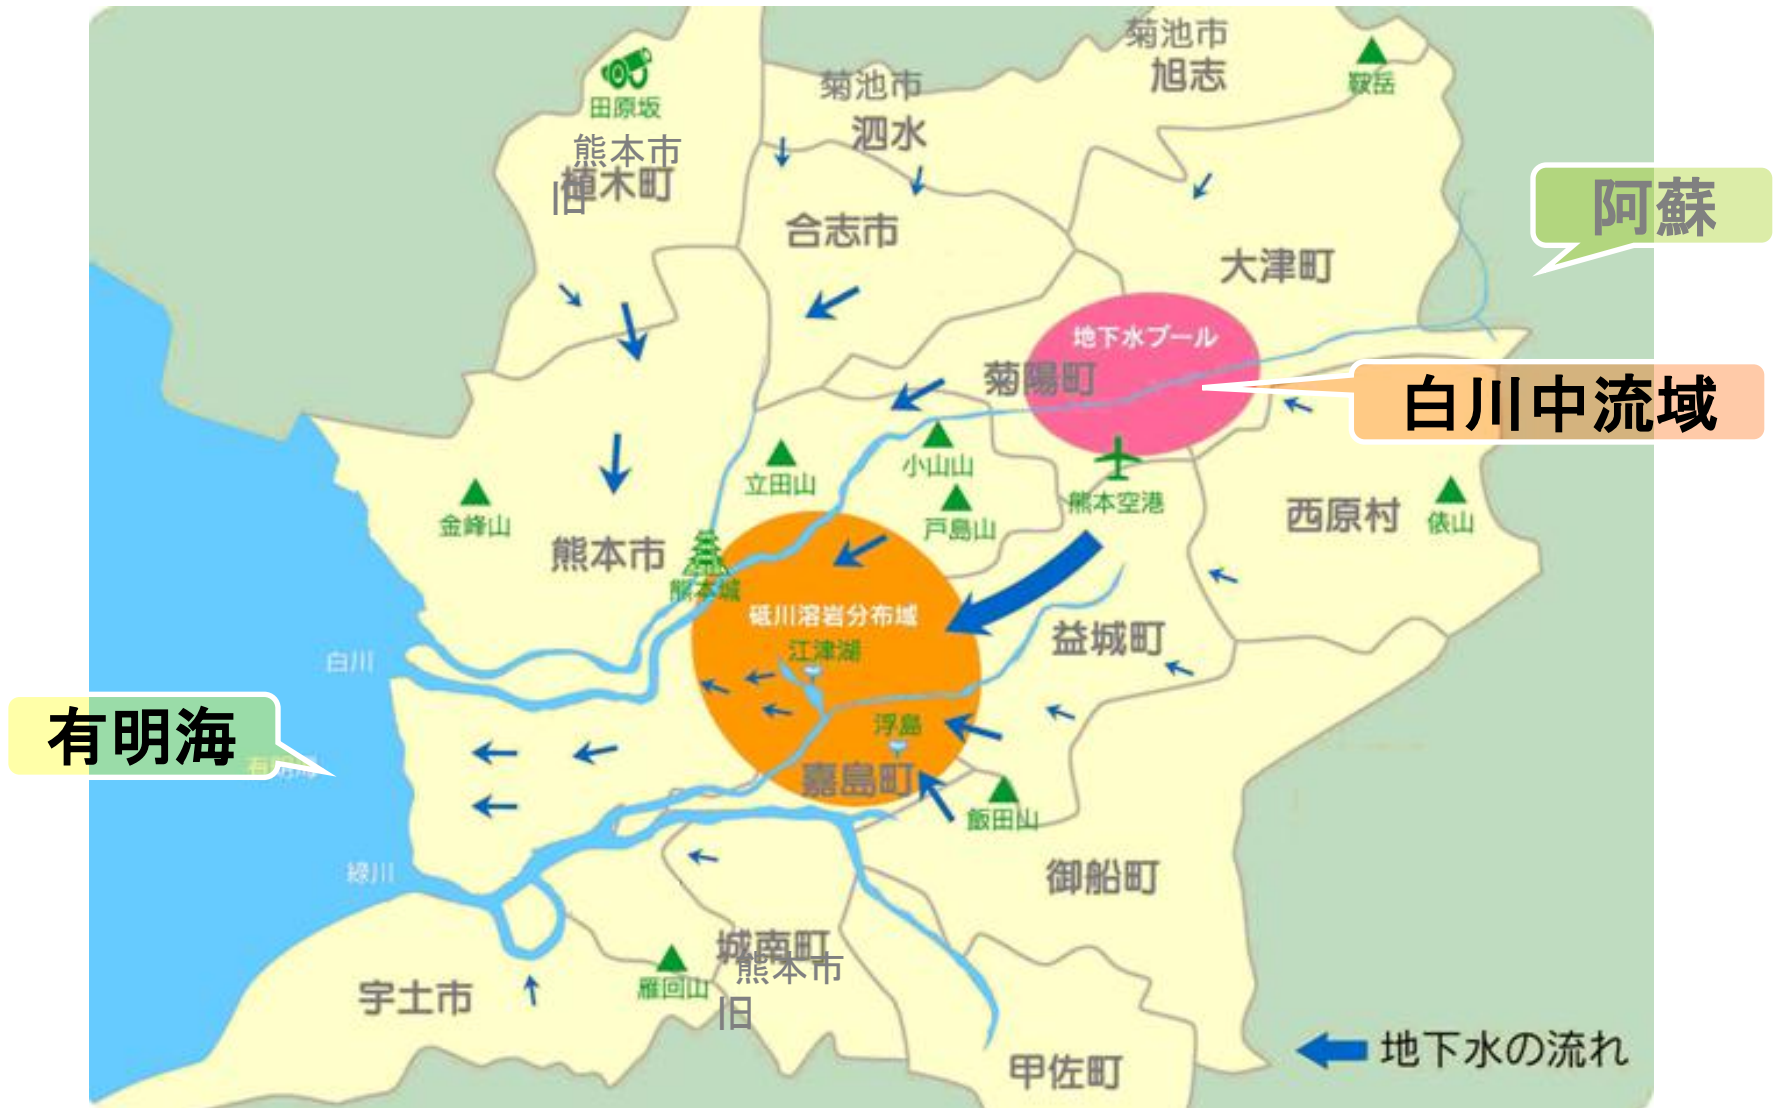 菊池市
旭志
鞍岳
菊池市
泗水
田原坂
熊本市
旧植木町
阿蘇
合志市
大津町
地下水プール
菊陽町
白川中流域
小山山
立田山
戸島山
熊本空港
西原村
俵山
金峰山
熊本市
熊本城
砥川溶岩分布域
江津湖
益城町
白川
有明海
有明海
浮島
嘉島町
飯田山
緑川
御船町
城南町
熊本市
旧
雁回山
宇土市
甲佐町
地下水の流れ